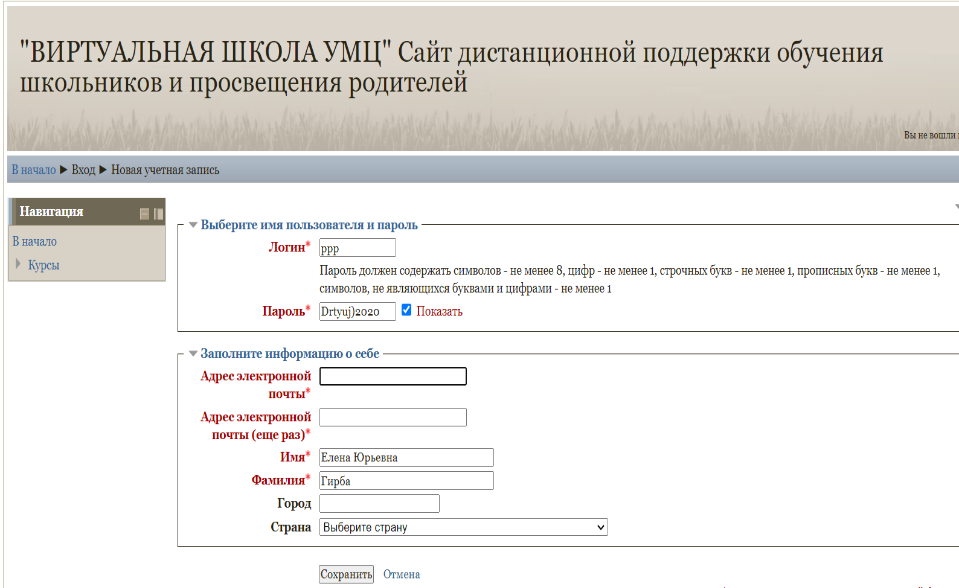 "ВИРТУАЛЬНАЯ ШКОЛА УМЦ" Сайт дистанционной поддержки обучения
школьников и просвещения родителей
Вы не вошли
В начало ► Вход ► Новая учетная запись
Навигация
В начало
Курсы
Выберите имя пользователя и пароль
Логин* ppp
Пароль должен содержать символов - не менее 8, цифр - не менее 1, строчных букв - не менее 1, прописных букв - не менее 1,
символов, не являющихся буквами и цифрами - не менее 1
Пароль* Drtyuj)2020 Показать
Заполните информацию о себе
Адрес электронной
почты*
Адрес электронной
почты (еще раз)*
Имя* Елена Юрьевна
Фамилия* Гирба
Город
Страна Выберите страну
Сохранить Отмена